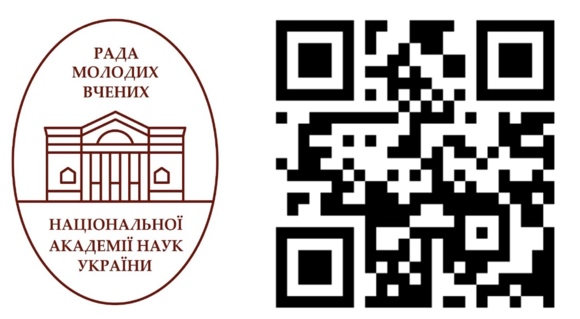 РАДА
МОЛОДИХ
ВЧЕНИХ
НАЦІОНАЛЬНОЇ
АКАДЕМІЇ НАУК
УКРАЇНИ